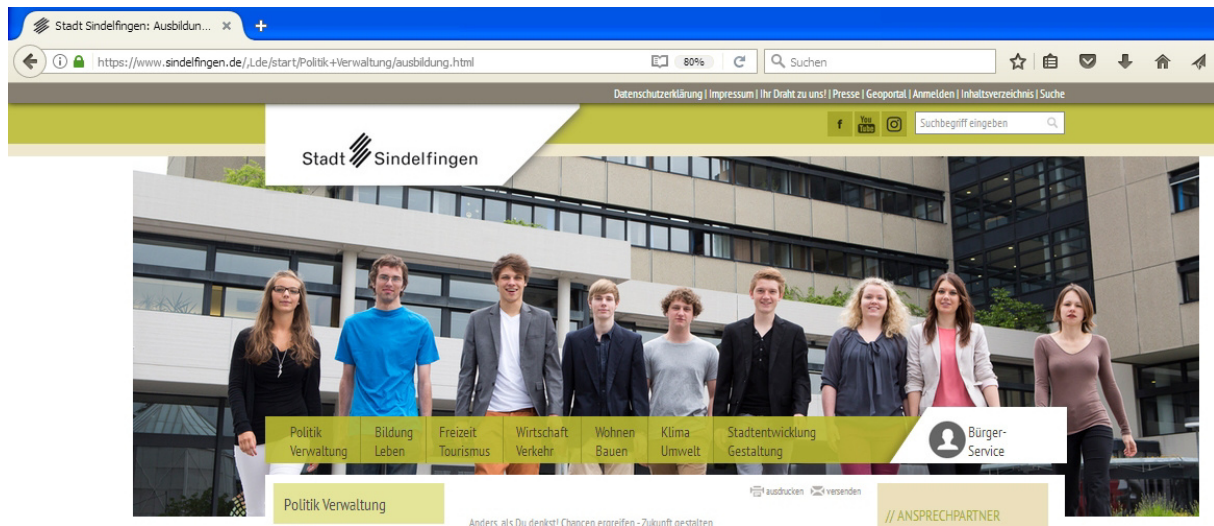 Stadt Sindelfingen: Ausbildun...
https://www.sindelfingen.de/,Lde/start/Politik+Verwaltung/ausbildung.html
80%
Suchen
Datenschutzerklärung | Impressum | Ihr Draht zu uns! | Presse | Geoportal | Anmelden | Inhaltsverzeichnis | Suche
f You Tube Suchbegriff eingeben
Stadt Sindelfingen
Politik Verwaltung
Bildung Leben
Freizeit Tourismus
Wirtschaft Verkehr
Wohnen Bauen
Klima Umwelt
Stadtentwicklung Gestaltung
Bürger-Service
Politik Verwaltung
ausdrucken versenden
Anders, als Du denkst! Chancen ergreifen - Zukunft gestalten
// ANSPRECHPARTNER